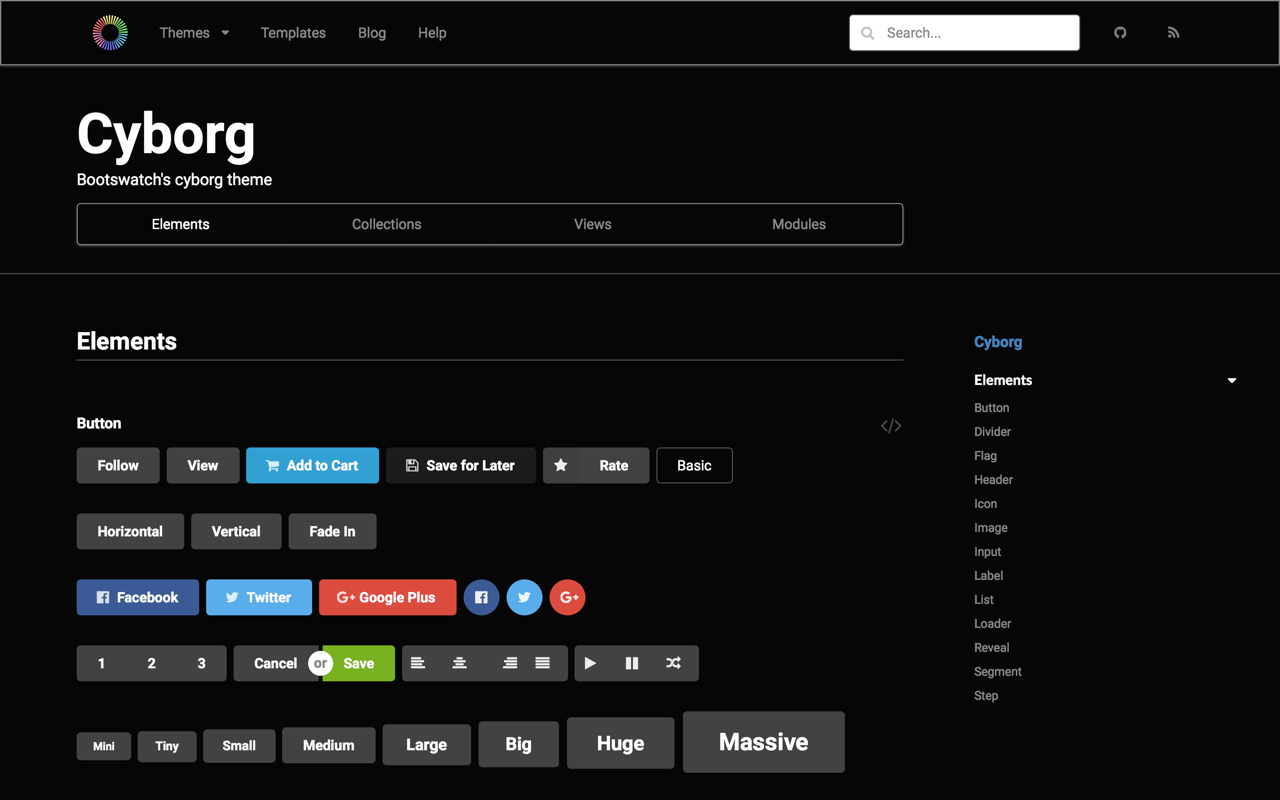 Themes Templates Blog Help Search...
Cyborg
Bootswatch's cyborg theme
Elements Collections Views Modules
Elements
Button
Follow View Add to Cart Save for Later Rate Basic
Horizontal Vertical Fade In
Facebook Twitter G+ Google Plus G+
1 2 3 Cancel or Save
Mini Tiny Small Medium Large Big Huge Massive
Cyborg
Elements
Button
Divider
Flag
Header
Icon
Image
Input
Label
List
Loader
Reveal
Segment
Step